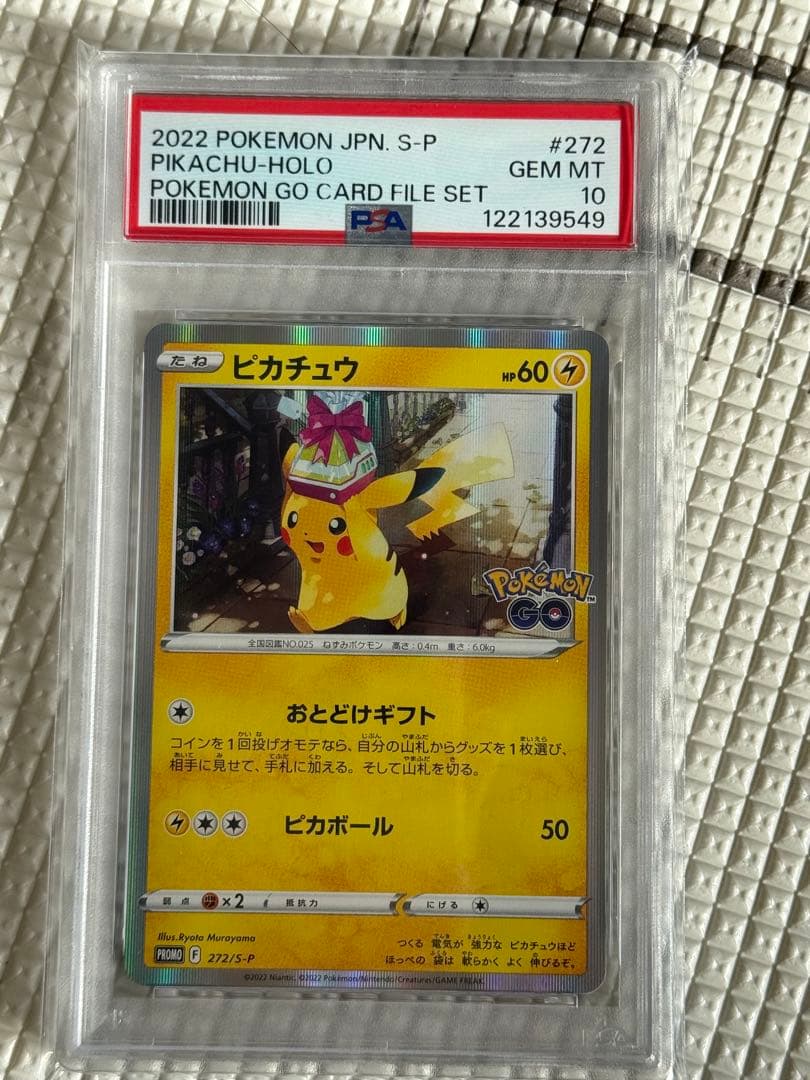 2022 POKEMON JPN. S-P #272
PIKACHU-HOLO GEM MT
POKEMON GO CARD FILE SET 10
PSA 122139549
たね ピカチュウ HP60
Pokémon
GO
全国図鑑NO.025 ねずみポケモン 高さ:0.4m 重さ:6.0kg
おとどけギフト
コインを1回投げオモテなら、自分の山札からグッズを1枚選び、
相手に見せて、手札に加える。そして山札を切る。
ピカボール 50
弱点 ×2 抵抗力 にげる
Illus.Ryota Murayama
つくる 電気が 強力な ピカチュウほど
ほっぺの 袋は 軟らかく よく 伸びるぞ。
PROMO F 272/S-P
©2022 Niantic, ©2022 Pokémon/Nintendo/Creatures/GAME FREAK.